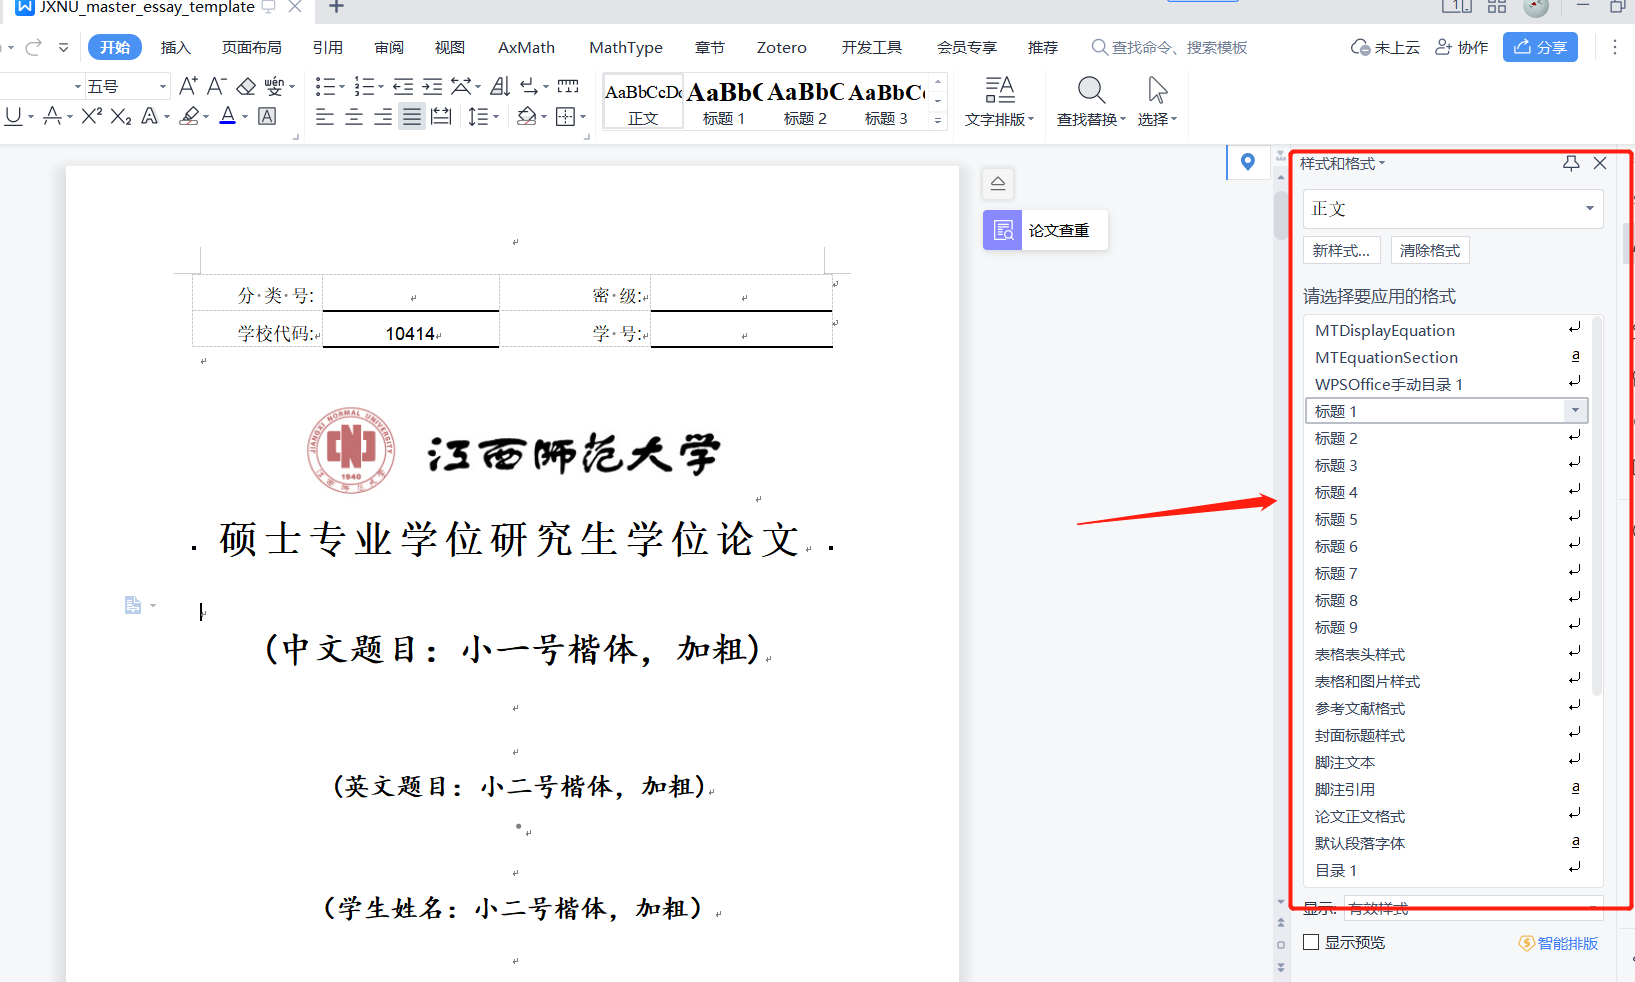 JXNU_master_essay_template
开始 插入 页面布局 引用 审阅 视图 AxMath MathType 章节 Zotero 开发工具 会员专享 推荐 查找命令、搜索模板 未上云 协作 分享
五号 A⁺ A⁻ wén
AaBbCcDd AaBb( AaBbC AaBbC(
U A X² X₂ A A A 正文 标题 1 标题 2 标题 3 文字排版 查找替换 选择
样式和格式
正文
新样式... 清除格式
请选择要应用的格式
MTDisplayEquation
MTEquationSection a
WPSOffice手动目录 1
标题 1
标题 2
标题 3
标题 4
标题 5
标题 6
标题 7
标题 8
标题 9
表格表头样式
表格和图片样式
参考文献格式
封面标题样式
脚注文本
脚注引用 a
论文正文格式
默认段落字体 a
目录 1
显示: 有效样式
显示预览 智能排版
论文查重
分·类·号: 密·级:
学校代码: 10414 学·号:
JIANGXI NORMAL UNIVERSITY
1940
江西师范大学
江西师范大学
硕士专业学位研究生学位论文
（中文题目：小一号楷体，加粗）
（英文题目：小二号楷体，加粗）
（学生姓名：小二号楷体，加粗）